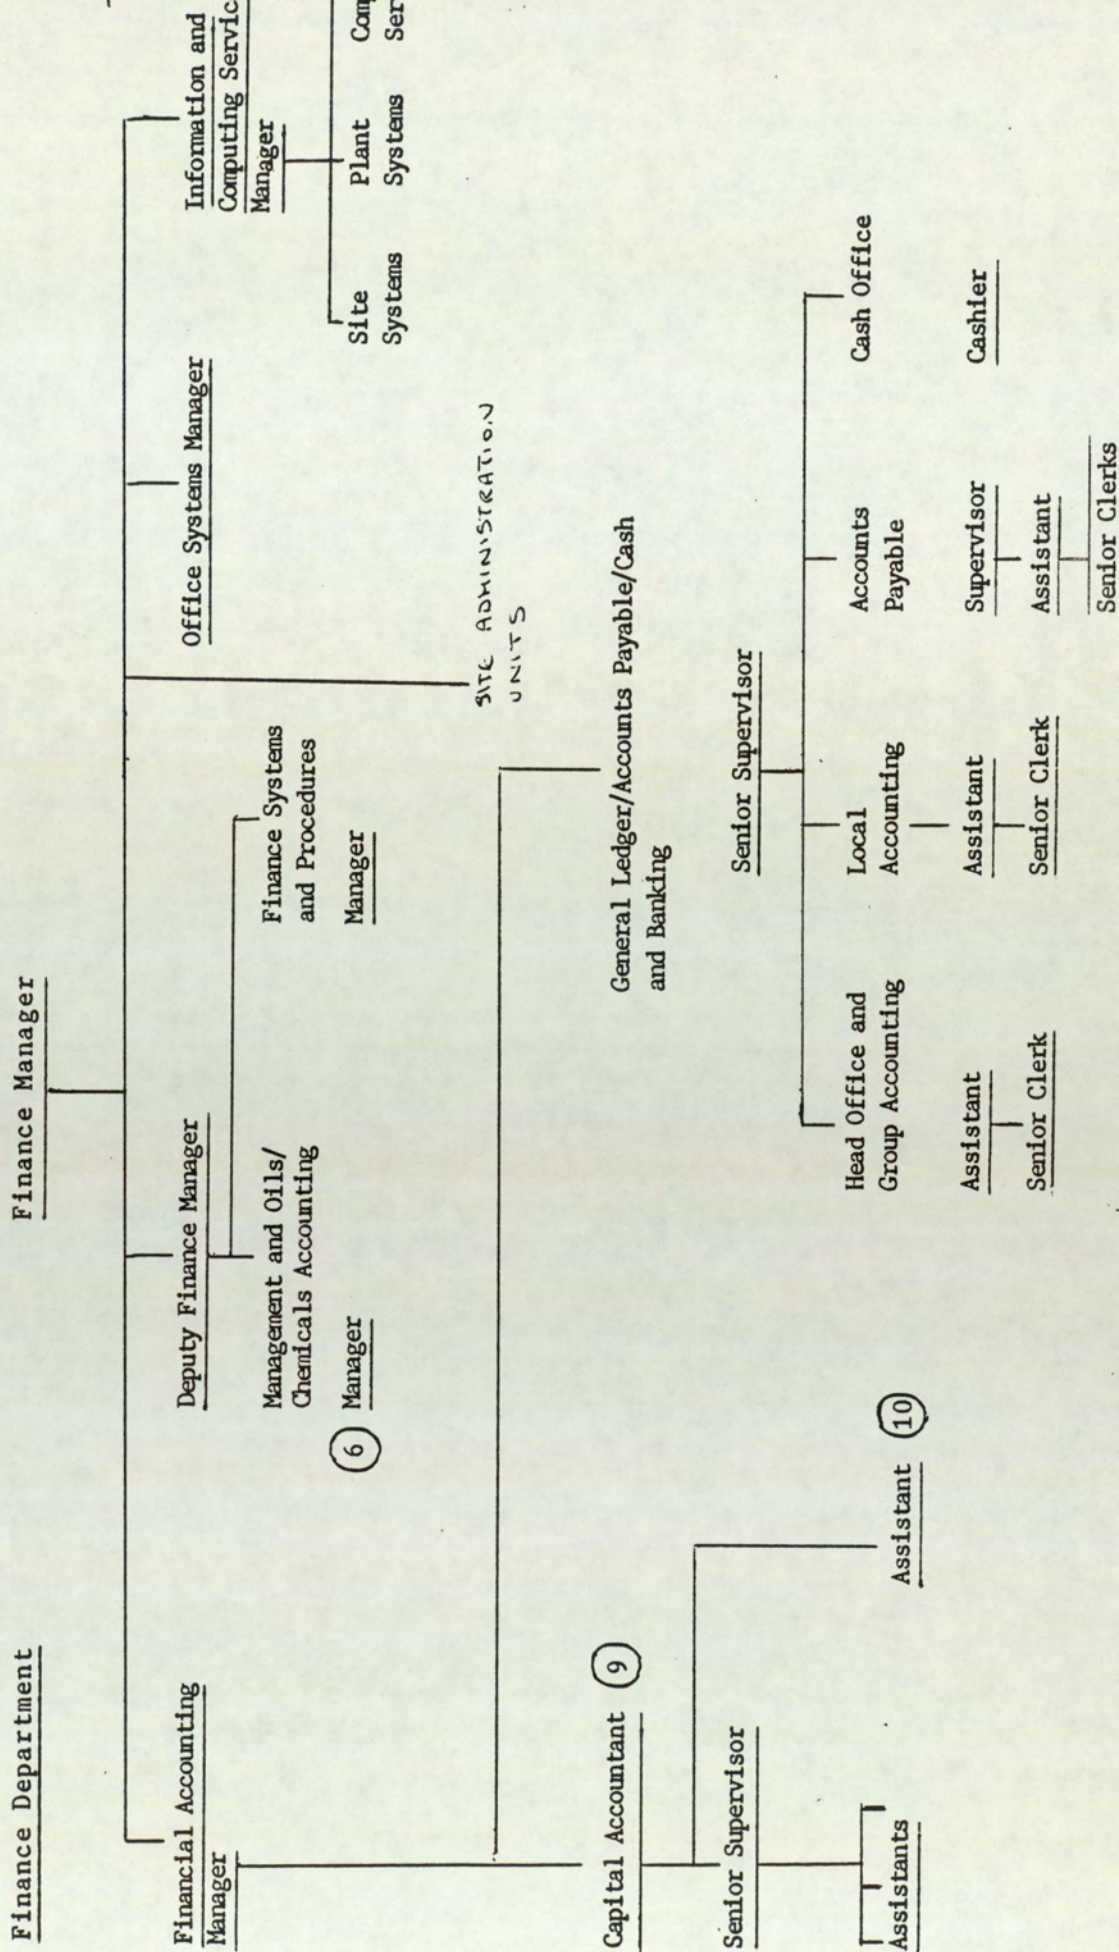 Finance Department
Finance Manager
Financial Accounting
Manager
Deputy Finance Manager
Management and Oils/
Chemicals Accounting
6 Manager
Finance Systems
and Procedures
Manager
SITE ADMINISTRATION
UNITS
Office Systems Manager
Information and
Computing Servic
Manager
Site
Systems
Plant
Systems
Com
Ser
Capital Accountant 9
Senior Supervisor
Assistants
Assistant 10
General Ledger/Accounts Payable/Cash
and Banking
Senior Supervisor
Head Office and
Group Accounting
Assistant
Senior Clerk
Local
Accounting
Assistant
Senior Clerk
Accounts
Payable
Supervisor
Assistant
Senior Clerks
Cash Office
Cashier